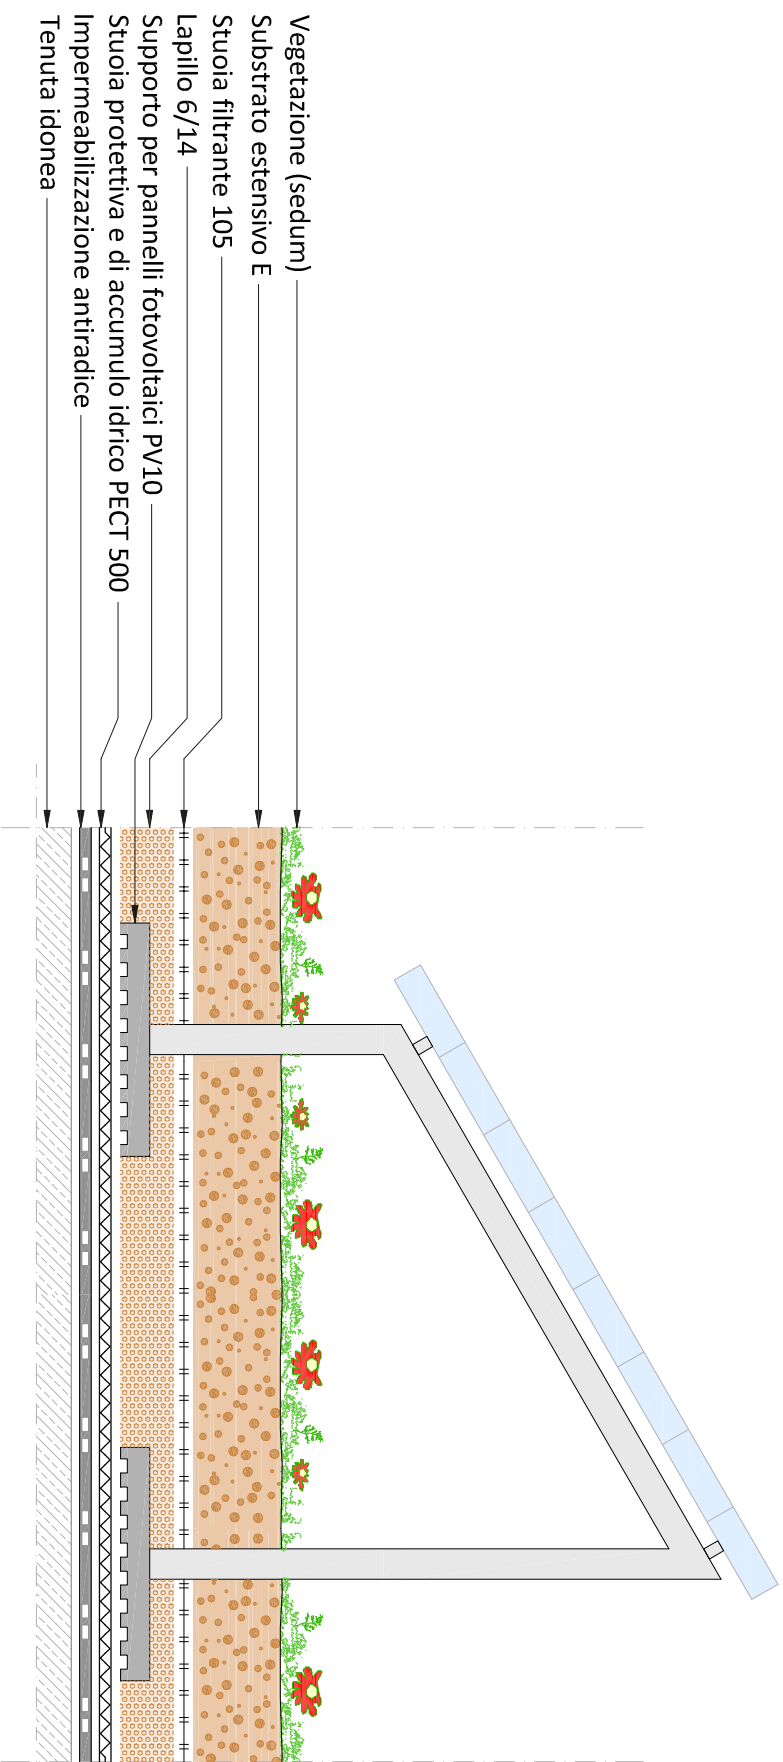 Vegetazione (sedum)
Substrato estensivo E
Stuoia filtrante 105
Lapillo 6/14
Supporto per pannelli fotovoltaici PV10
Stuoia protettiva e di accumulo idrico PECT 500
Impermeabilizzazione antiradice
Tenuta idonea